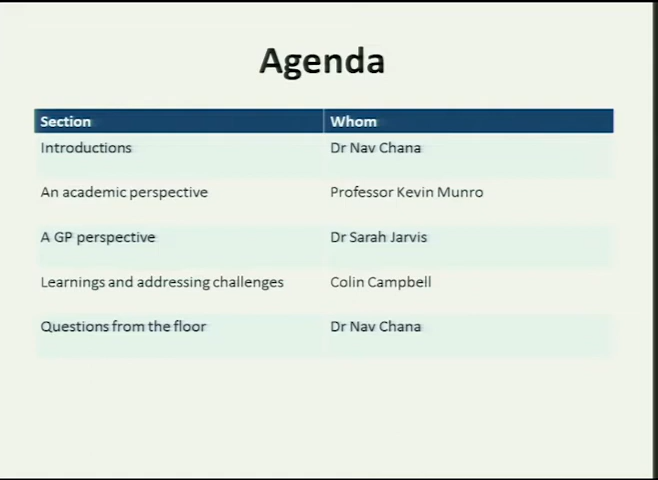 Agenda
Section Whom
Introductions Dr Nav Chana
An academic perspective Professor Kevin Munro
A GP perspective Dr Sarah Jarvis
Learnings and addressing challenges Colin Campbell
Questions from the floor Dr Nav Chana